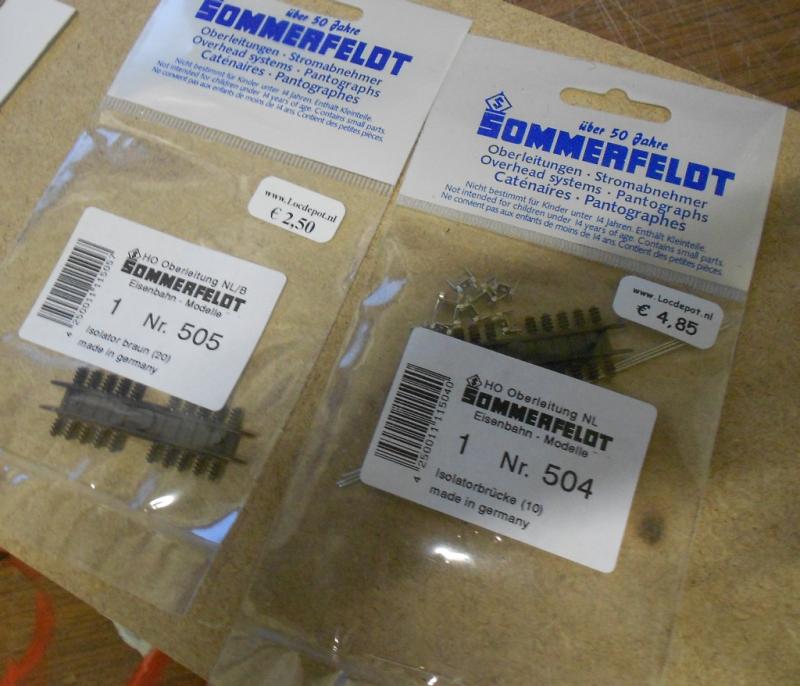 über 50 Jahre
SOMMERFELDT
Oberleitungen · Stromabnehmer
Overhead systems · Pantographs
Caténaires · Pantographes
Nicht bestimmt für Kinder unter 14 Jahren. Enthält Kleinteile.
Not intended for children under 14 years of age. Contains small parts.
Ne convient pas aux enfants de moins de 14 ans. Contient des petites pièces.
www.Locdepot.nl
€ 2,50
HO Oberleitung NL/B
SOMMERFELDT
Eisenbahn - Modelle
1 Nr. 505
Isolator braun (20)
made in germany
4 250011 115057
über 50 Jahre
S
SOMMERFELDT
Oberleitungen · Stromabnehmer
Overhead systems · Pantographs
Caténaires · Pantographes
Nicht bestimmt für Kinder unter 14 Jahren. Enthält Kleinteile.
Not intended for children under 14 years of age. Contains small parts.
Ne convient pas aux enfants de moins de 14 ans. Contient des petites pièces.
www.Locdepot.nl
€ 4,85
S HO Oberleitung NL
SOMMERFELDT
Eisenbahn - Modelle
1 Nr. 504
Isolatorbrücke (10)
made in germany
4 250011 115040